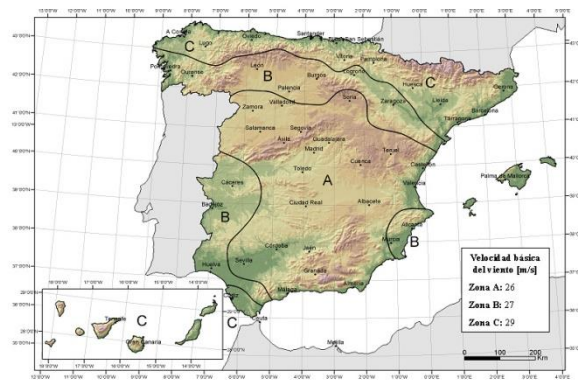 A Coruña
Lugo
Oviedo
Santander
San Sebastián
C
Vitoria
Pamplona
Pontevedra
Ourense
León
Burgos
Logroño
Huesca
C
Girona
B
Palencia
Zamora
Valladolid
Soria
Zaragoza
Lleida
Barcelona
Tarragona
Salamanca
Segovia
Ávila
Guadalajara
Madrid
Teruel
Castellón
Cuenca
Toledo
Palma de Mallorca
Cáceres
A
Valencia
Badajoz
B
Ciudad Real
Albacete
Alicante
Murcia
B
Córdoba
Jaén
Huelva
Sevilla
Granada
Almería
Málaga
Cádiz
C
Ceuta
Melilla
Tenerife
C
Gran Canaria
Velocidad básica
del viento [m/s]
Zona A: 26
Zona B: 27
Zona C: 29
0 100 200
Km